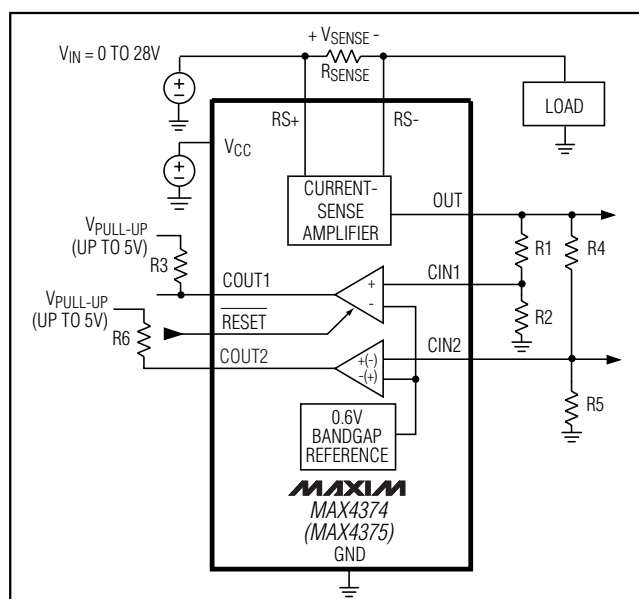 + VSENSE -
VIN = 0 TO 28V
RSENSE
LOAD
RS+
RS-
VCC
CURRENT-
SENSE
AMPLIFIER
OUT
VPULL-UP
(UP TO 5V)
R3
R1
R4
COUT1
+
-
CIN1
VPULL-UP
(UP TO 5V)
R6
RESET
R2
COUT2
+(-)
-(+)
CIN2
R5
0.6V
BANDGAP
REFERENCE
MAXIM
MAX4374
(MAX4375)
GND